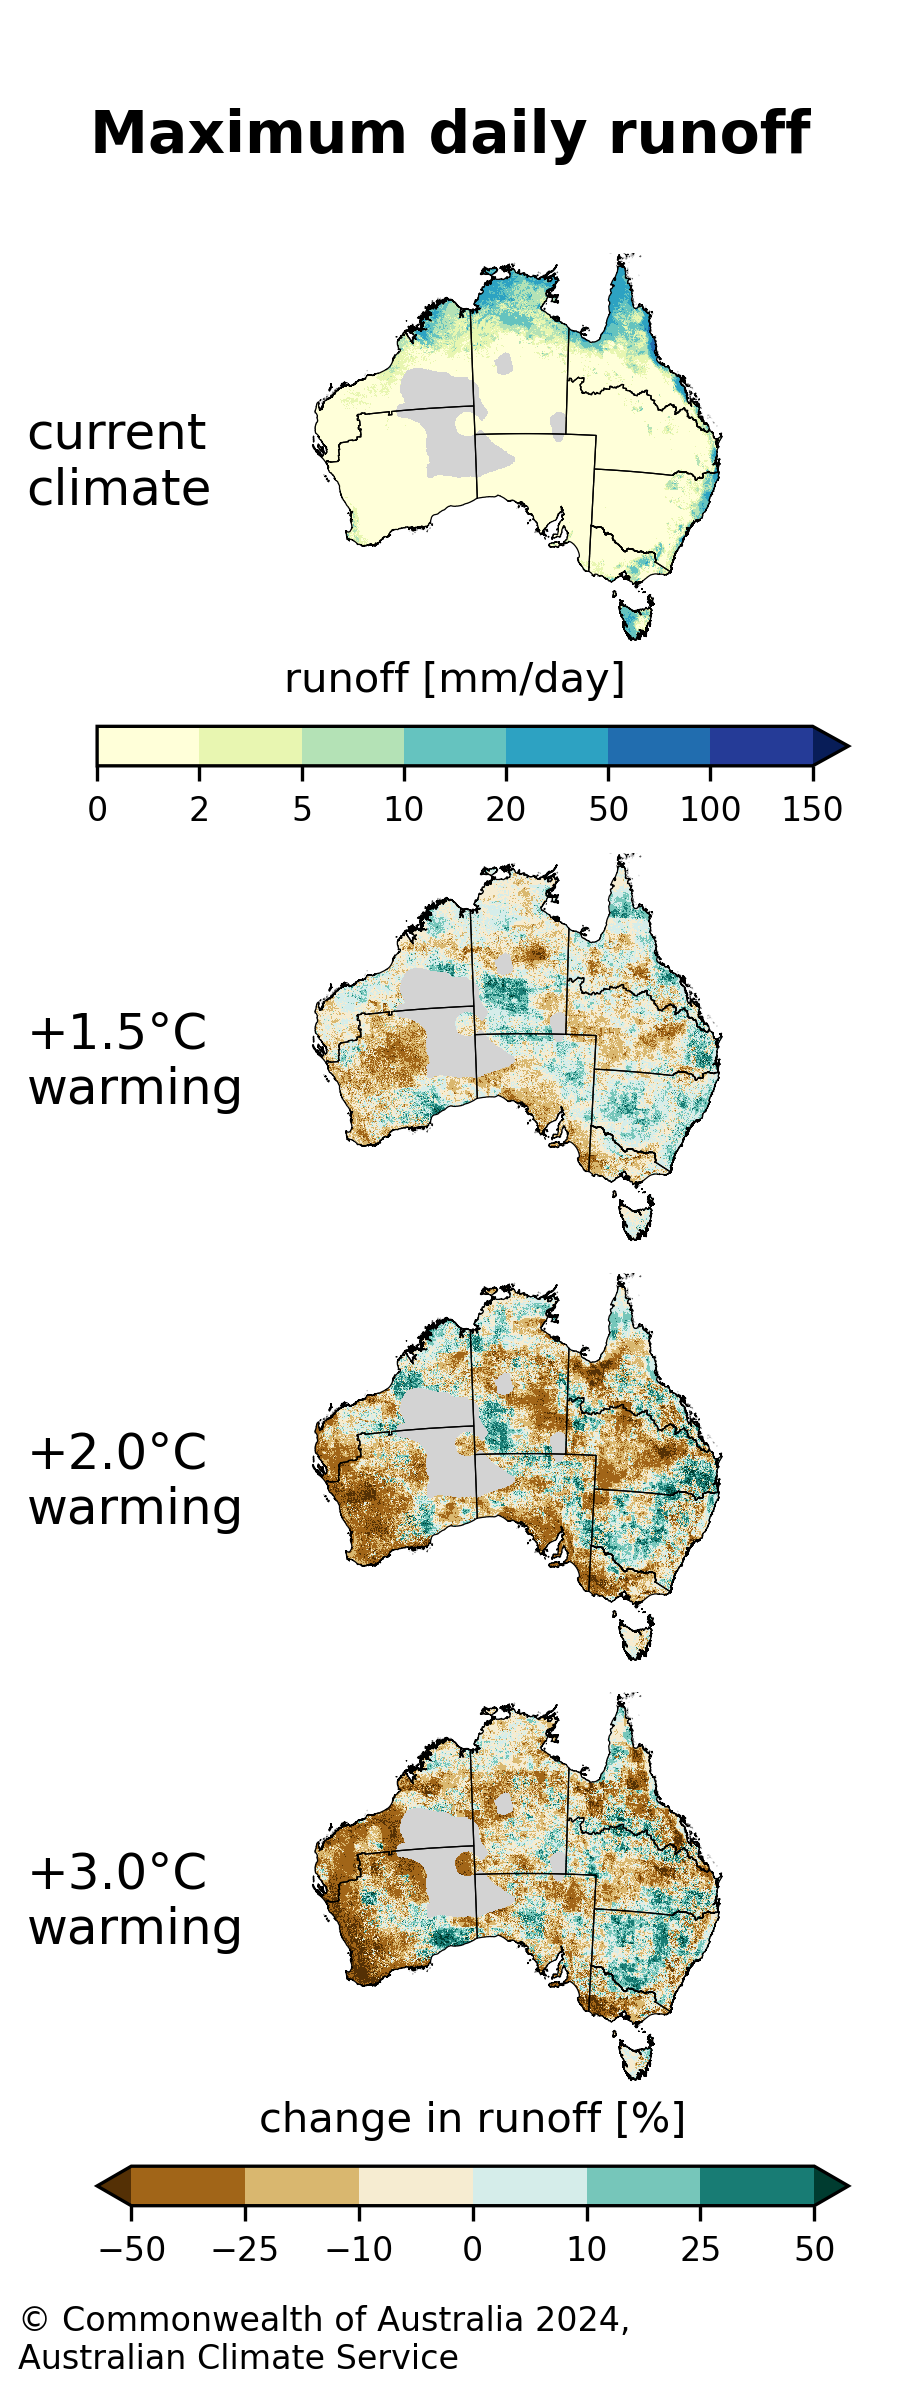 Maximum daily runoff
current
climate
runoff [mm/day]
0 2 5 10 20 50 100 150
+1.5°C
warming
+2.0°C
warming
+3.0°C
warming
change in runoff [%]
−50 −25 −10 0 10 25 50
© Commonwealth of Australia 2024,
Australian Climate Service